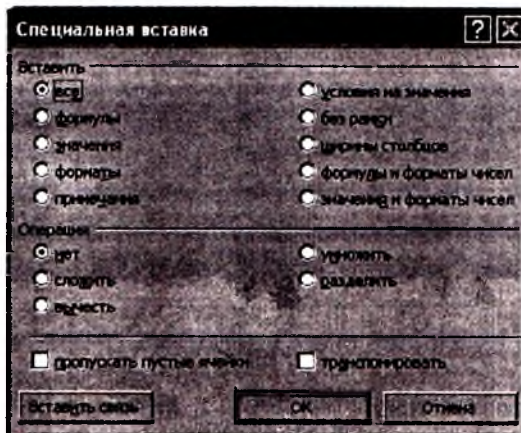 Специальная вставка
Вставить
все
условия на значения
формулы
без рамки
значения
ширины столбцов
форматы
формулы и форматы чисел
примечания
значения и форматы чисел
Операция
нет
умножить
сложить
разделить
вычесть
пропускать пустые ячейки
транспонировать
Вставить связь
ОК
Отмена